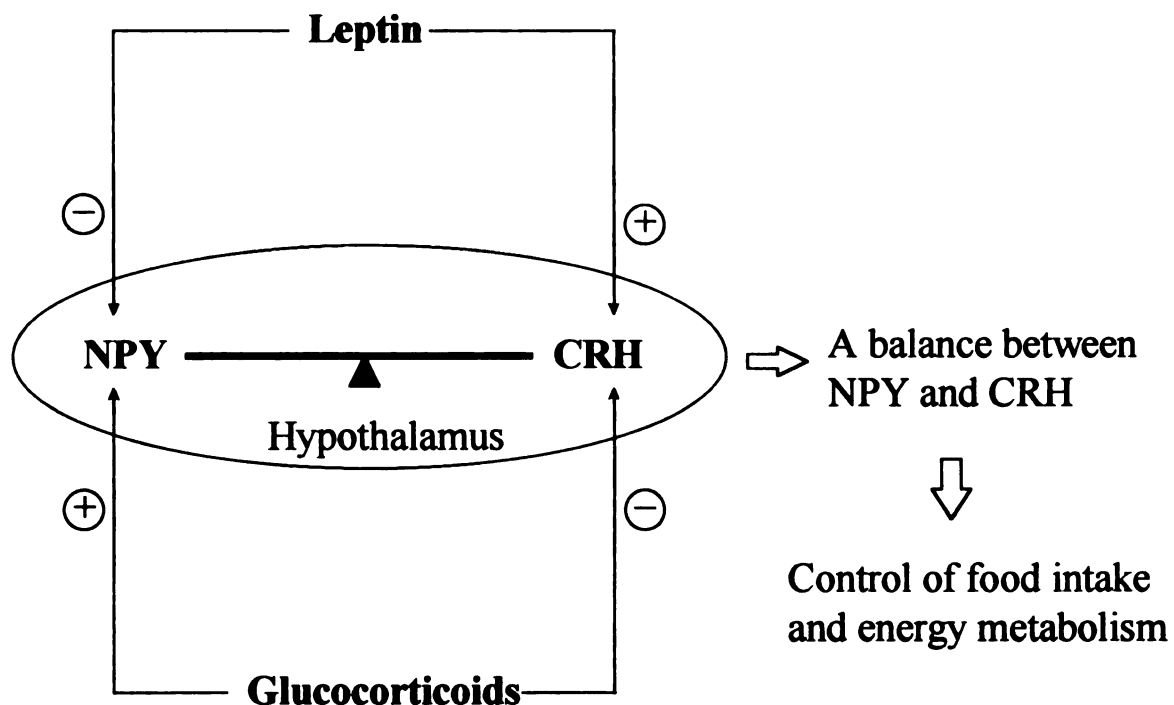 Leptin
−
+
NPY
CRH
Hypothalamus
A balance between
NPY and CRH
+
−
Control of food intake
and energy metabolism
Glucocorticoids